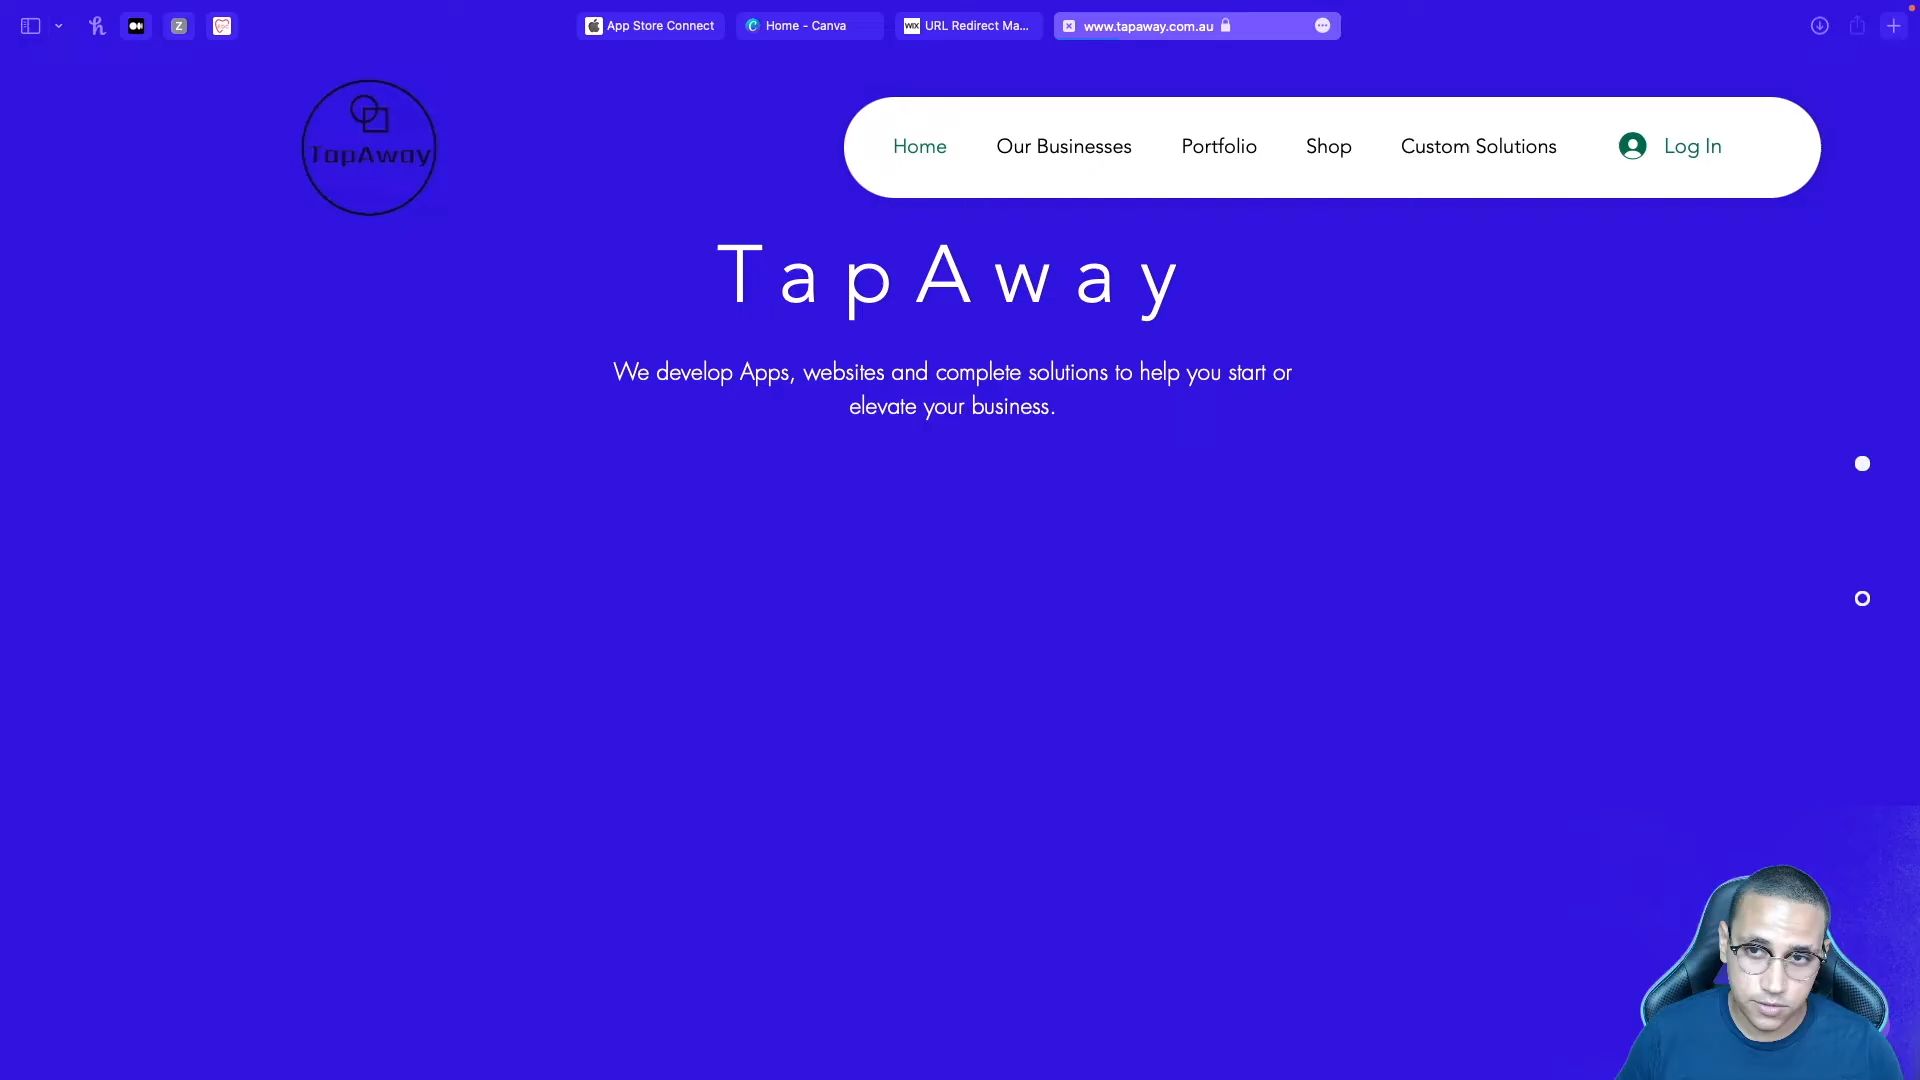 App Store Connect
Home - Canva
WIX URL Redirect Ma...
www.tapaway.com.au
TapAway
Home
Our Businesses
Portfolio
Shop
Custom Solutions
Log In
TapAway
We develop Apps, websites and complete solutions to help you start or
elevate your business.